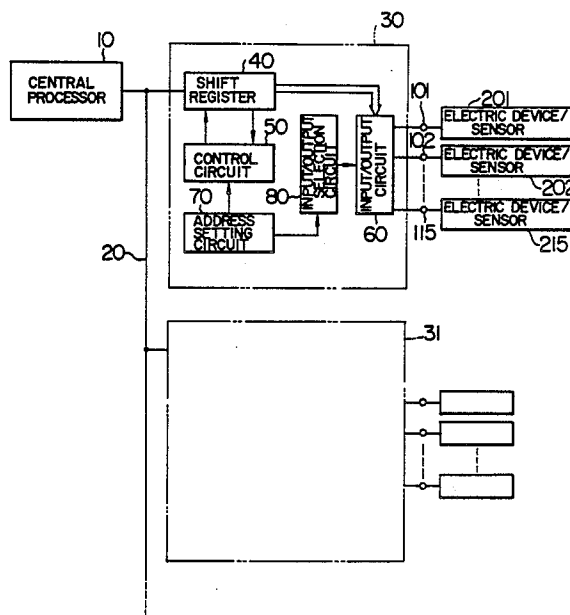 10
CENTRAL
PROCESSOR
30
40
SHIFT
REGISTER
50
CONTROL
CIRCUIT
70
ADDRESS
SETTING
CIRCUIT
80
INPUT/OUTPUT
SELECTION
CIRCUIT
INPUT/OUTPUT
CIRCUIT
60
101
102
115
201
ELECTRIC DEVICE/
SENSOR
ELECTRIC DEVICE/
SENSOR
202
ELECTRIC DEVICE/
SENSOR
215
20
31